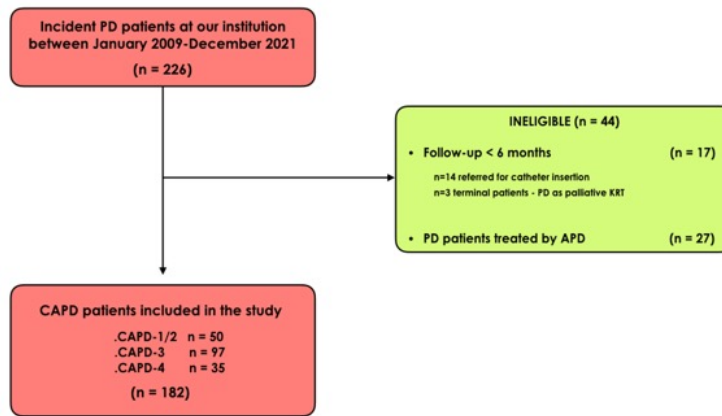 Incident PD patients at our institution
between January 2009-December 2021
(n = 226)
INELIGIBLE (n = 44)
• Follow-up < 6 months (n = 17)
n=14 referred for catheter insertion
n=3 terminal patients - PD as palliative KRT
• PD patients treated by APD (n = 27)
CAPD patients included in the study
.CAPD-1/2 n = 50
.CAPD-3 n = 97
.CAPD-4 n = 35
(n = 182)